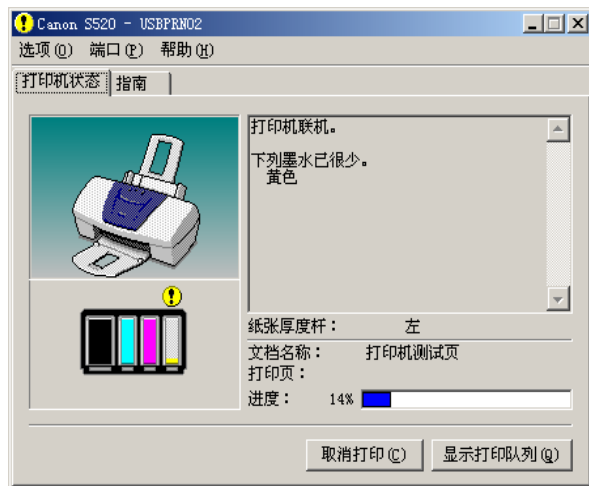 Canon S520 - USBPRN02
选项(O) 端口(P) 帮助(H)
打印机状态 指南
打印机联机。
下列墨水已很少。
黄色
纸张厚度杆： 左
文档名称： 打印机测试页
打印页：
进度： 14%
取消打印(C) 显示打印队列(Q)